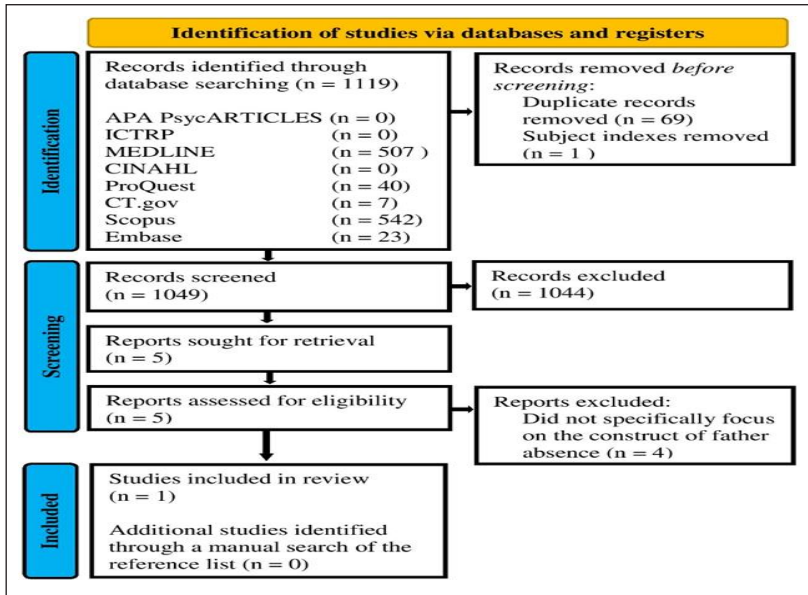 Identification of studies via databases and registers
Identification
Records identified through
database searching (n = 1119)
APA PsycARTICLES (n = 0)
ICTRP (n = 0)
MEDLINE (n = 507 )
CINAHL (n = 0)
ProQuest (n = 40)
CT.gov (n = 7)
Scopus (n = 542)
Embase (n = 23)
Records removed before
screening:
Duplicate records
removed (n = 69)
Subject indexes removed
(n = 1 )
Screening
Records screened
(n = 1049)
Records excluded
(n = 1044)
Reports sought for retrieval
(n = 5)
Reports assessed for eligibility
(n = 5)
Reports excluded:
Did not specifically focus
on the construct of father
absence (n = 4)
Included
Studies included in review
(n = 1)
Additional studies identified
through a manual search of the
reference list (n = 0)